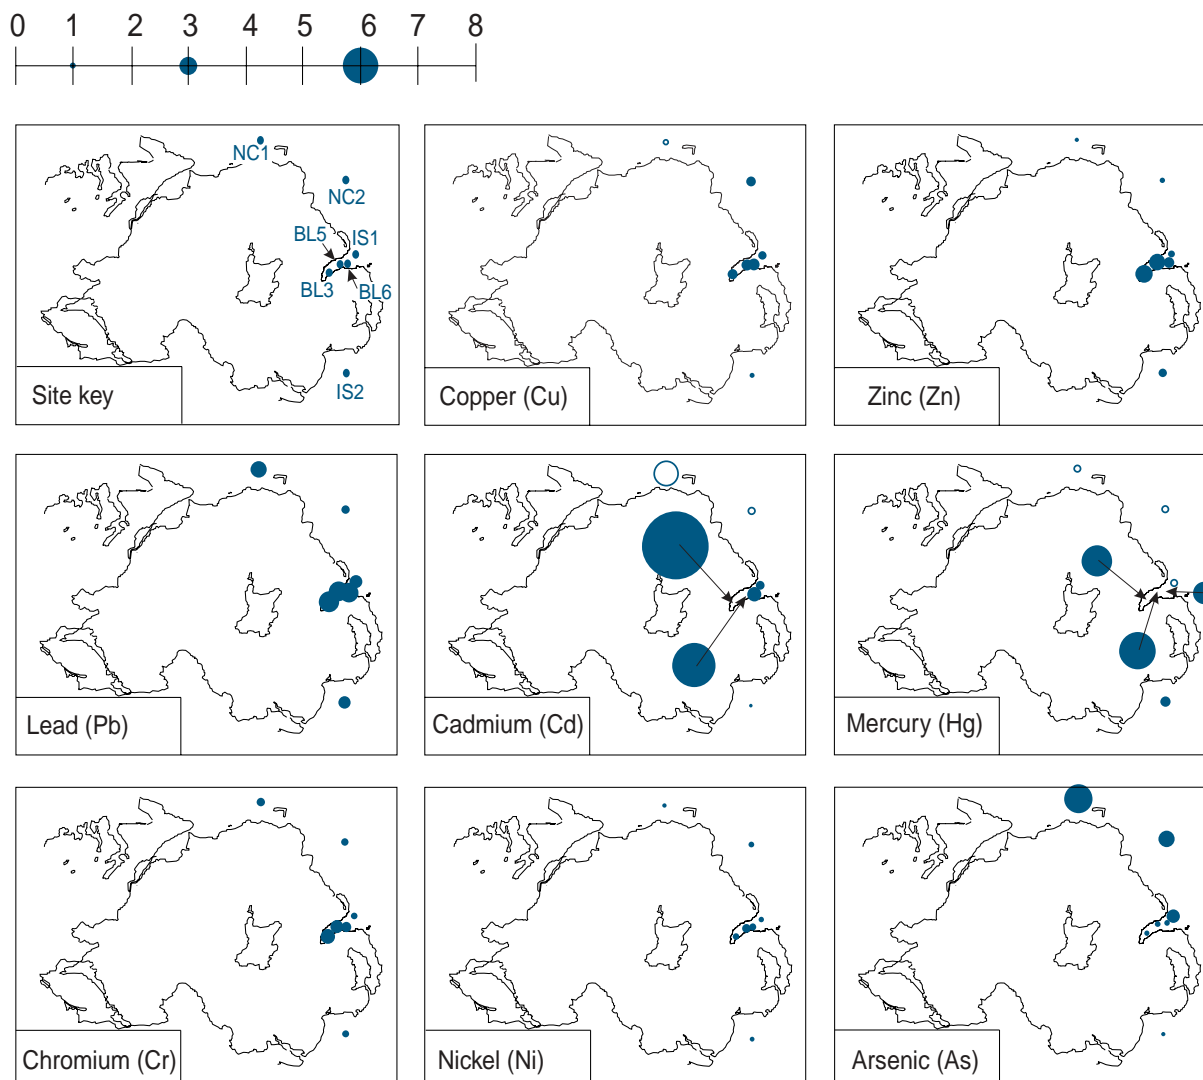 0 1 2 3 4 5 6 7 8
NC1
NC2
BL5 IS1
BL3 BL6
IS2
Site key
Copper (Cu)
Zinc (Zn)
Lead (Pb)
Cadmium (Cd)
Mercury (Hg)
Chromium (Cr)
Nickel (Ni)
Arsenic (As)